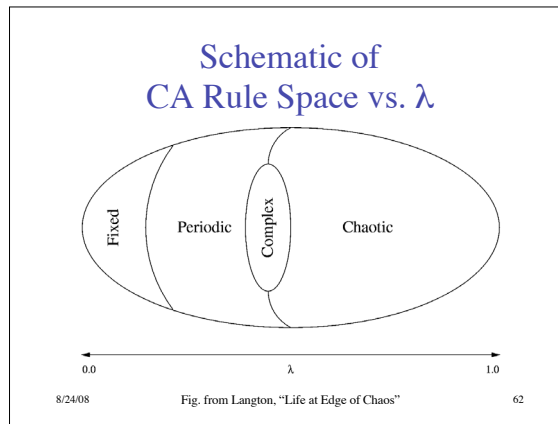 Schematic of
CA Rule Space vs. λ
Fixed
Periodic
Complex
Chaotic
0.0 λ 1.0
8/24/08 Fig. from Langton, “Life at Edge of Chaos” 62